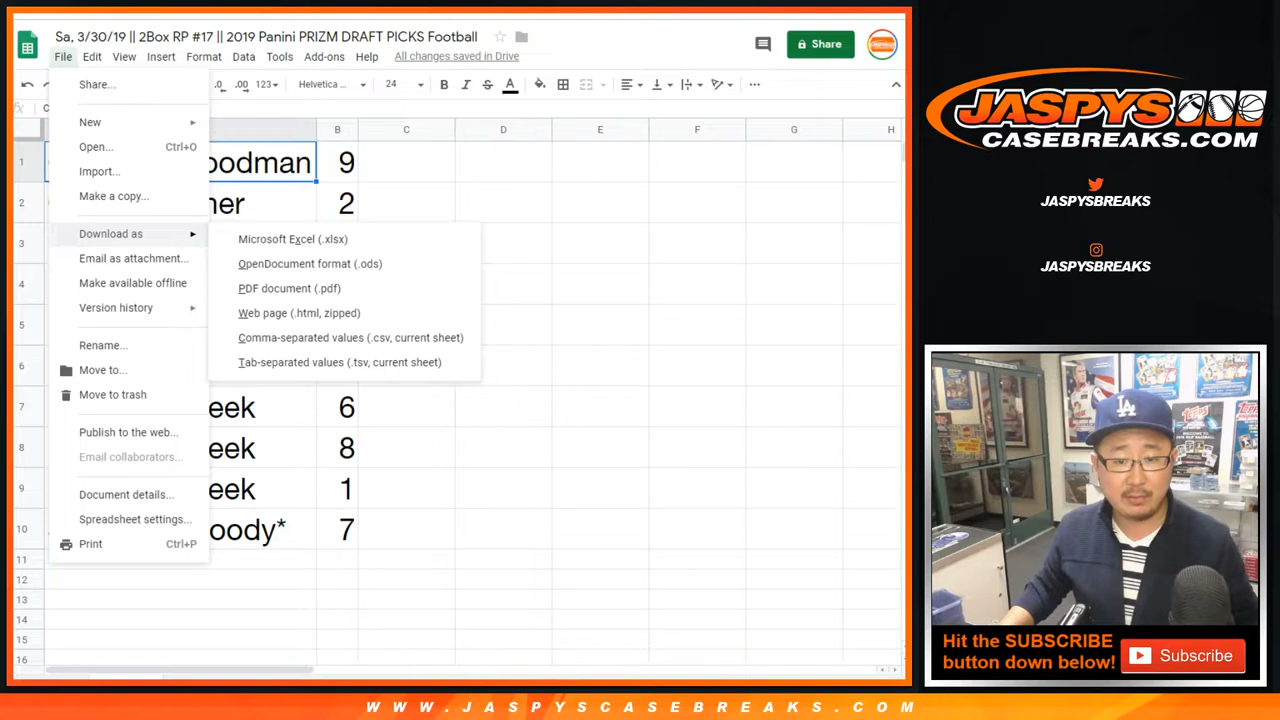 Sa, 3/30/19 || 2Box RP #17 || 2019 Panini PRIZM DRAFT PICKS Football
File Edit View Insert Format Data Tools Add-ons Help All changes saved in Drive
Share
.0 .00 123 Helvetica... 24 B I S A
Share...
New
Open... Ctrl+O
Import...
Make a copy...
Download as
Email as attachment...
Make available offline
Version history
Rename...
Move to...
Move to trash
Publish to the web...
Email collaborators...
Document details...
Spreadsheet settings...
Print Ctrl+P
Microsoft Excel (.xlsx)
OpenDocument format (.ods)
PDF document (.pdf)
Web page (.html, zipped)
Comma-separated values (.csv, current sheet)
Tab-separated values (.tsv, current sheet)
B C D E F G H
1 oodman 9
2 ner 2
3
4
5
6
7 eek 6
8 eek 8
9 eek 1
10 oody* 7
11
12
13
14
15
16
JASPYS
CASEBREAKS.COM
JASPYSBREAKS
JASPYSBREAKS
LA
Topps
Hit the SUBSCRIBE
button down below!
Subscribe
WWW.JASPYSCASEBREAKS.COM